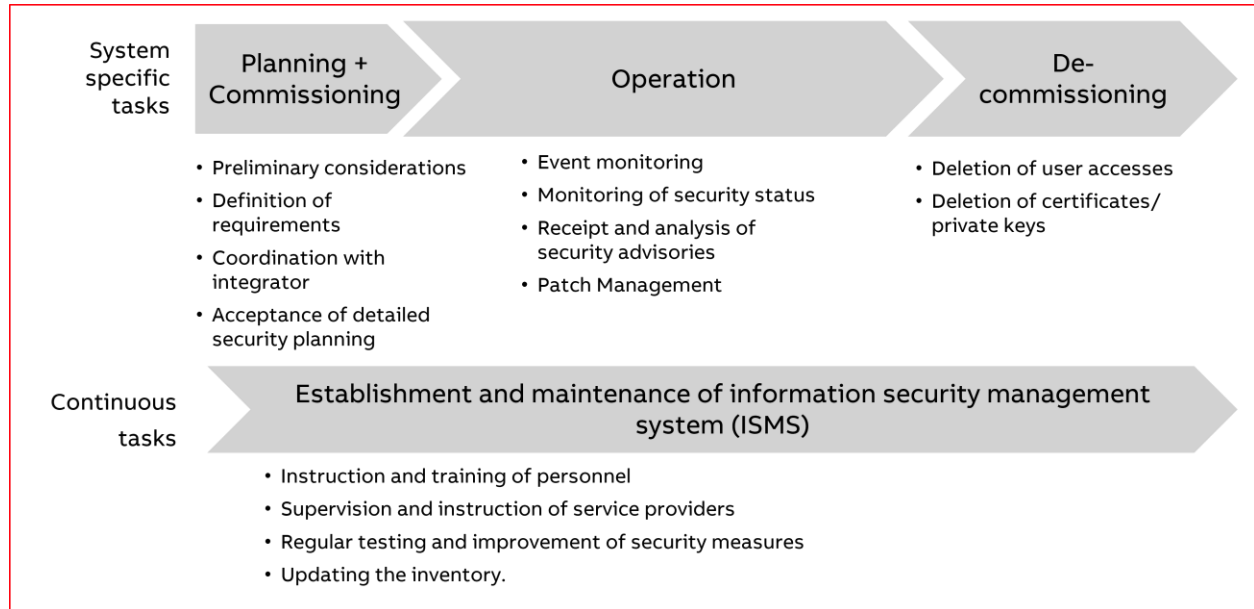 System
specific
tasks
Planning +
Commissioning
Operation
De-
commissioning
• Preliminary considerations
• Definition of
requirements
• Coordination with
integrator
• Acceptance of detailed
security planning
• Event monitoring
• Monitoring of security status
• Receipt and analysis of
security advisories
• Patch Management
• Deletion of user accesses
• Deletion of certificates/
private keys
Continuous
tasks
Establishment and maintenance of information security management
system (ISMS)
• Instruction and training of personnel
• Supervision and instruction of service providers
• Regular testing and improvement of security measures
• Updating the inventory.